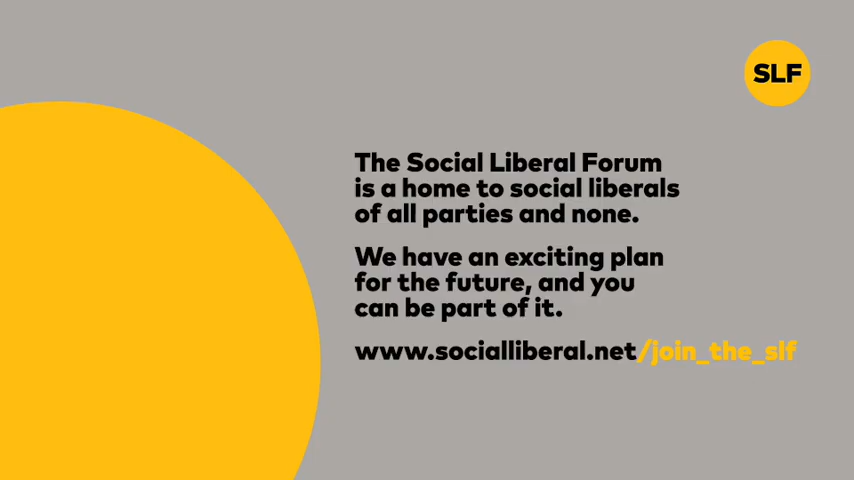 SLF
The Social Liberal Forum
is a home to social liberals
of all parties and none.
We have an exciting plan
for the future, and you
can be part of it.
www.socialliberal.net/join_the_slf